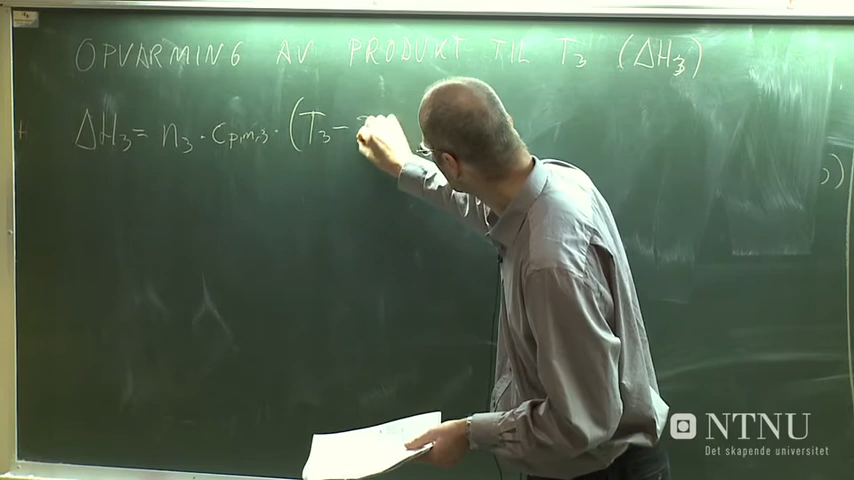 OPVARMING AV PRODUKT TIL T₃ (ΔH₃)
ΔH₃ = n₃ · Cp,m,3 · (T₃ −
NTNU
Det skapende universitet